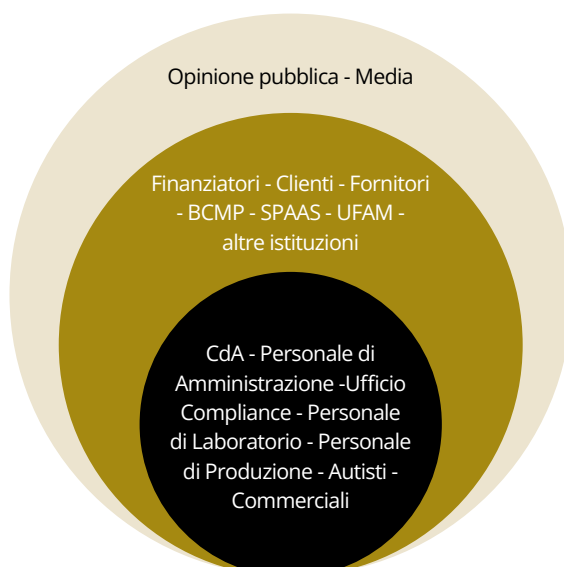 Opinione pubblica - Media
Finanziatori - Clienti - Fornitori
- BCMP - SPAAS - UFAM -
altre istituzioni
CdA - Personale di
Amministrazione -Ufficio
Compliance - Personale
di Laboratorio - Personale
di Produzione - Autisti -
Commerciali